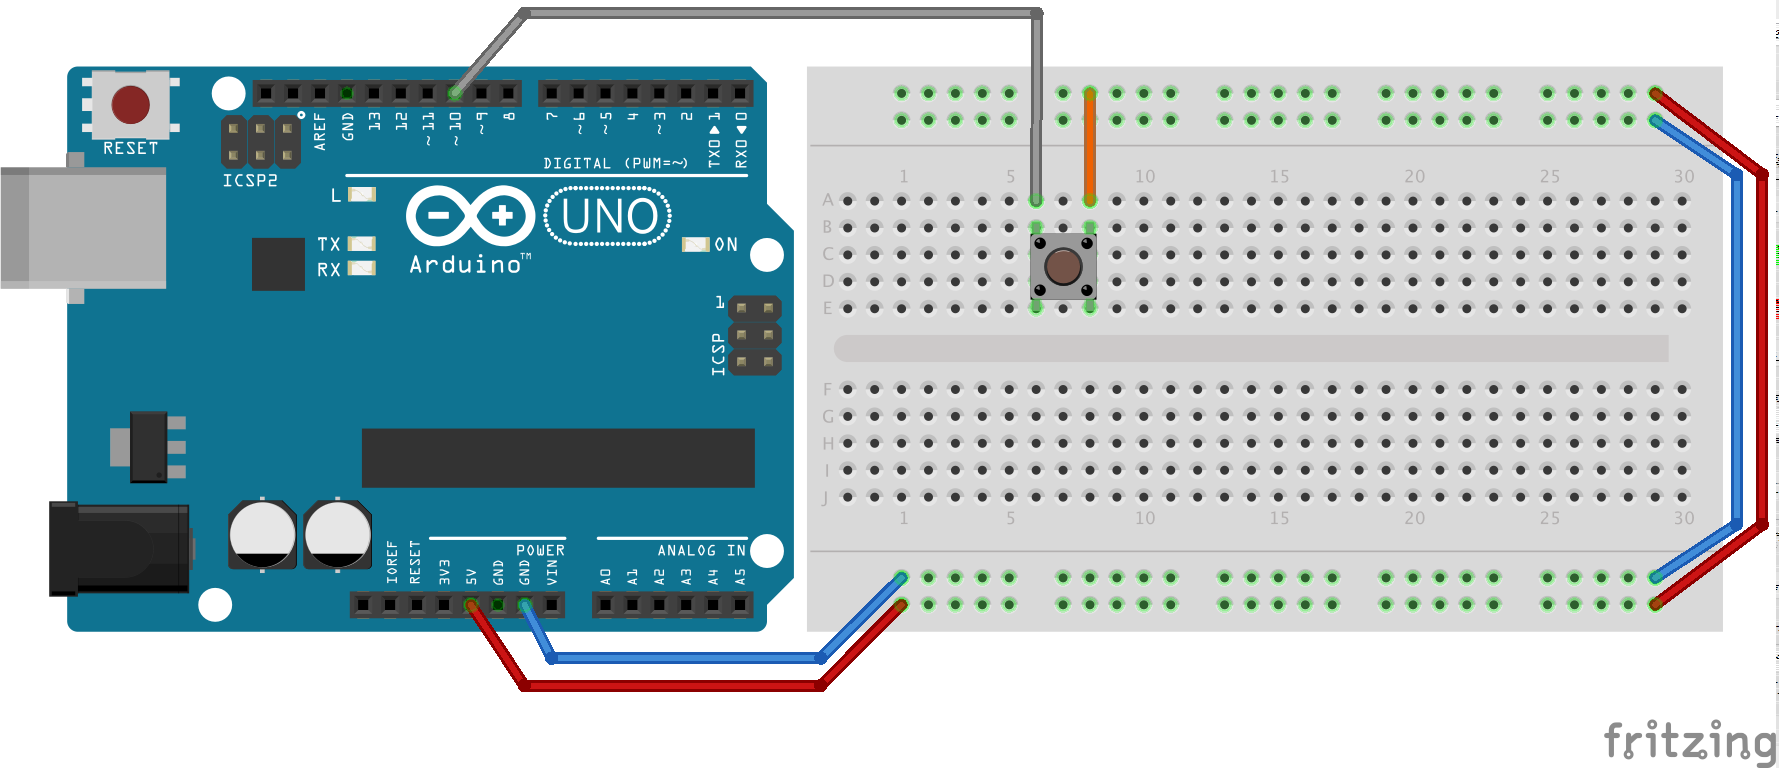 RESET
ICSP2
AREF
GND
13
12
~11
~10
~9
8
7
~6
~5
4
~3
2
TX0▶1
RX0◀0
DIGITAL (PWM=~)
L
TX
RX
UNO
ON
Arduino™
1
ICSP
IOREF
RESET
3V3
5V
GND
GND
VIN
POWER
ANALOG IN
A0
A1
A2
A3
A4
A5
1 5 10 15 20 25 30
A
B
C
D
E
F
G
H
I
J
1 5 10 15 20 25 30
fritzing